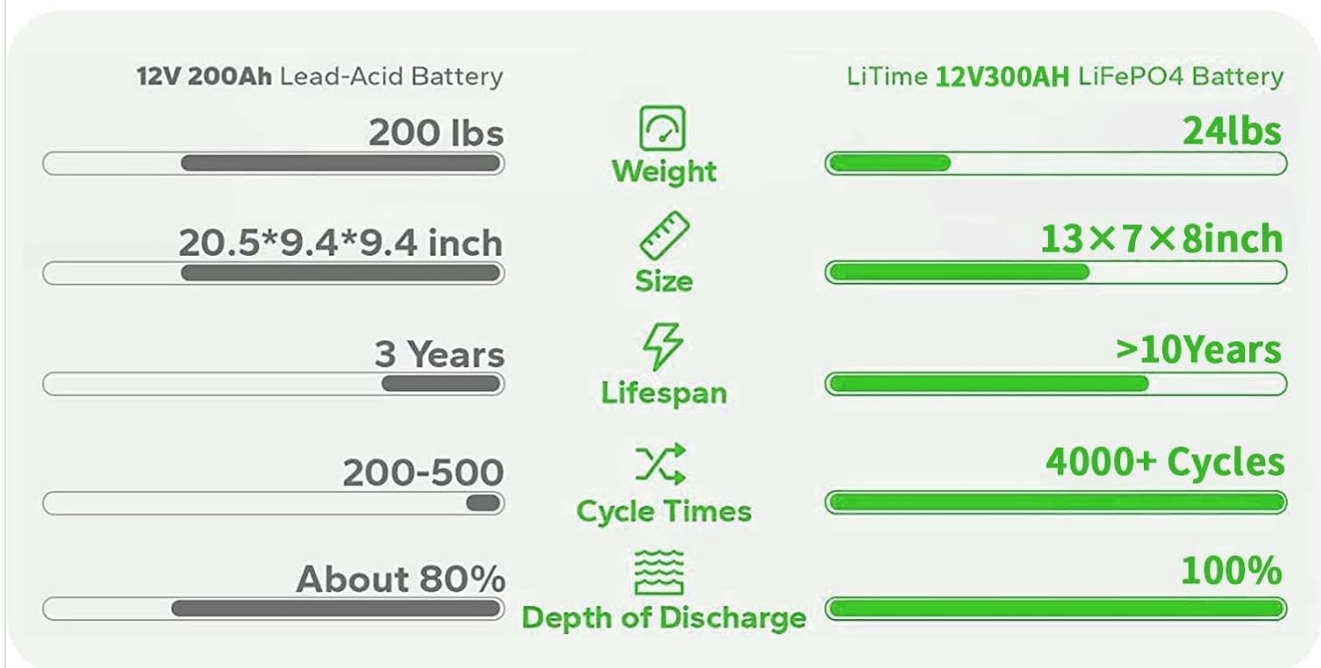 12V 200Ah Lead-Acid Battery
LiTime 12V300AH LiFePO4 Battery
200 lbs
Weight
24lbs
20.5*9.4*9.4 inch
Size
13×7×8inch
3 Years
Lifespan
>10Years
200-500
Cycle Times
4000+ Cycles
About 80%
Depth of Discharge
100%